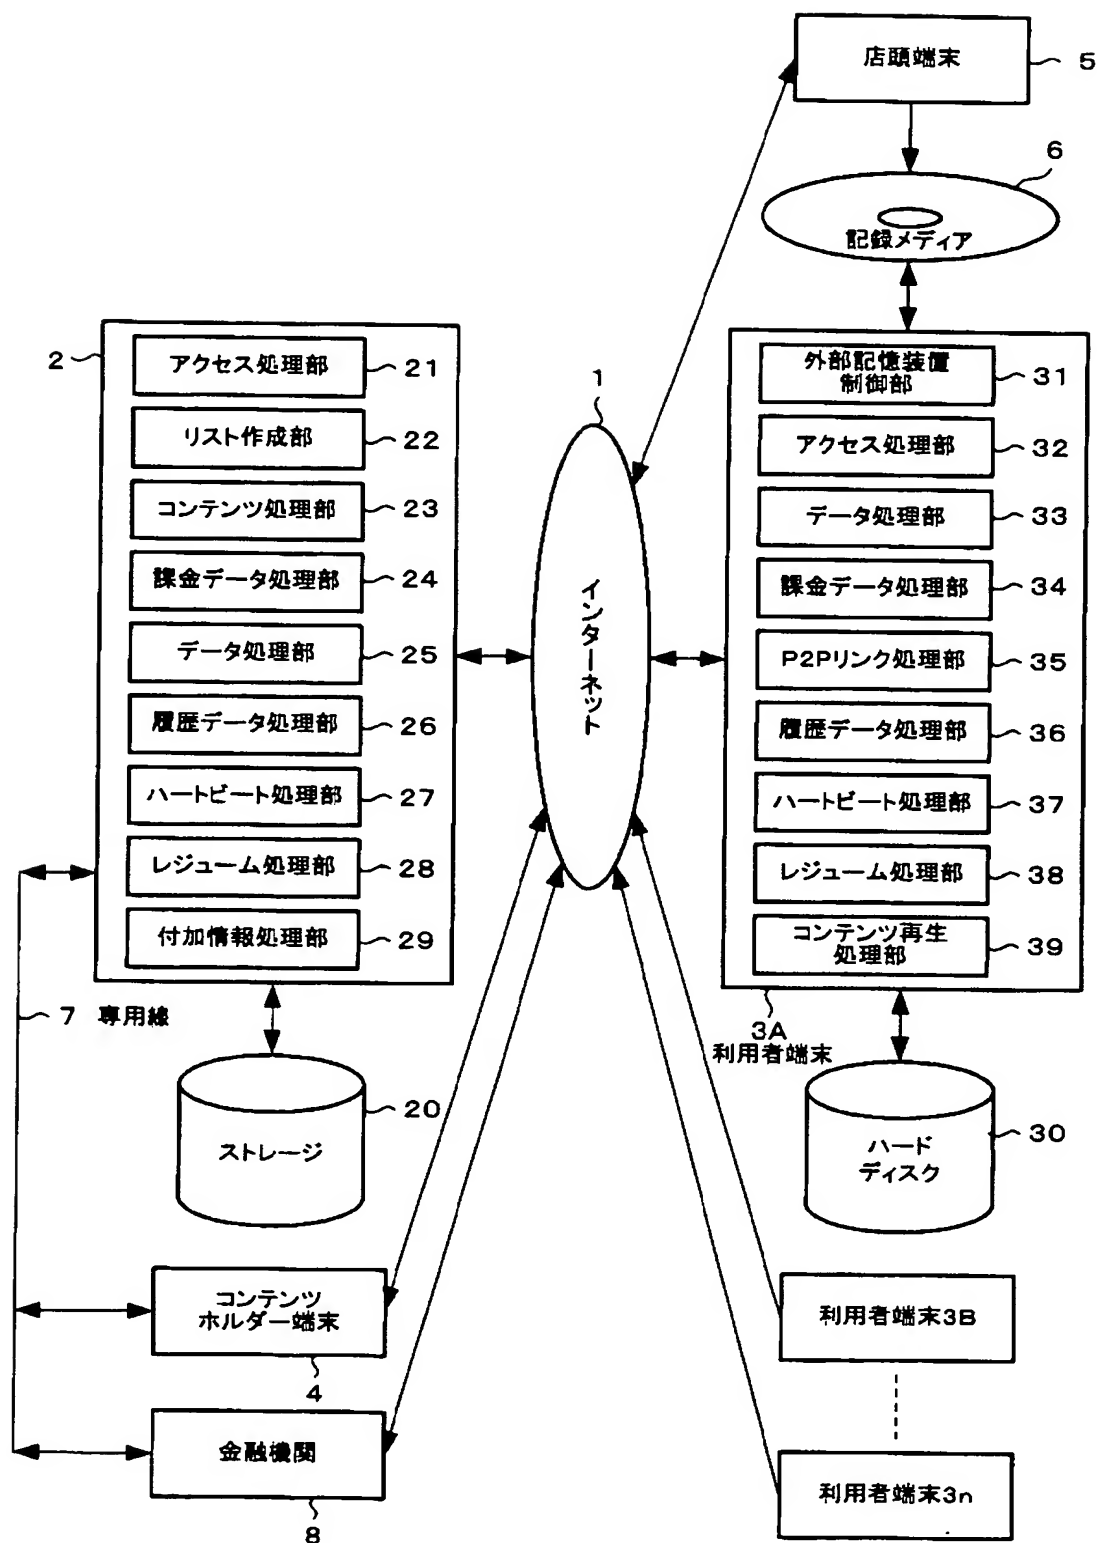 店頭端末
5
6
記録メディア
2
アクセス処理部
21
リスト作成部
22
コンテンツ処理部
23
課金データ処理部
24
データ処理部
25
履歴データ処理部
26
ハートビート処理部
27
レジューム処理部
28
付加情報処理部
29
7 専用線
ストレージ
20
コンテンツ
ホルダー端末
4
金融機関
8
1
インターネット
外部記憶装置
制御部
31
アクセス処理部
32
データ処理部
33
課金データ処理部
34
P2Pリンク処理部
35
履歴データ処理部
36
ハートビート処理部
37
レジューム処理部
38
コンテンツ再生
処理部
39
3A
利用者端末
ハード
ディスク
30
利用者端末3B
利用者端末3n